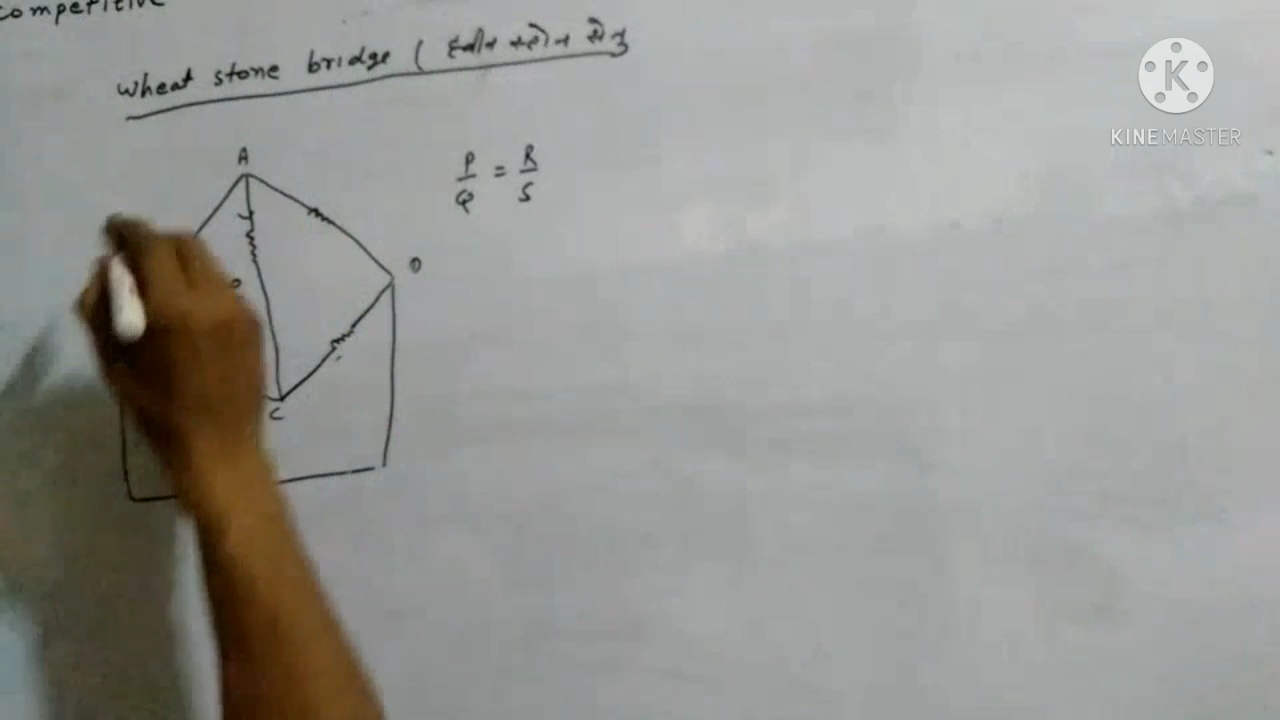 competitive
Wheat stone bridge ( व्हीट स्टोन सेतु
A
P/Q = R/S
D
C
KINEMASTER